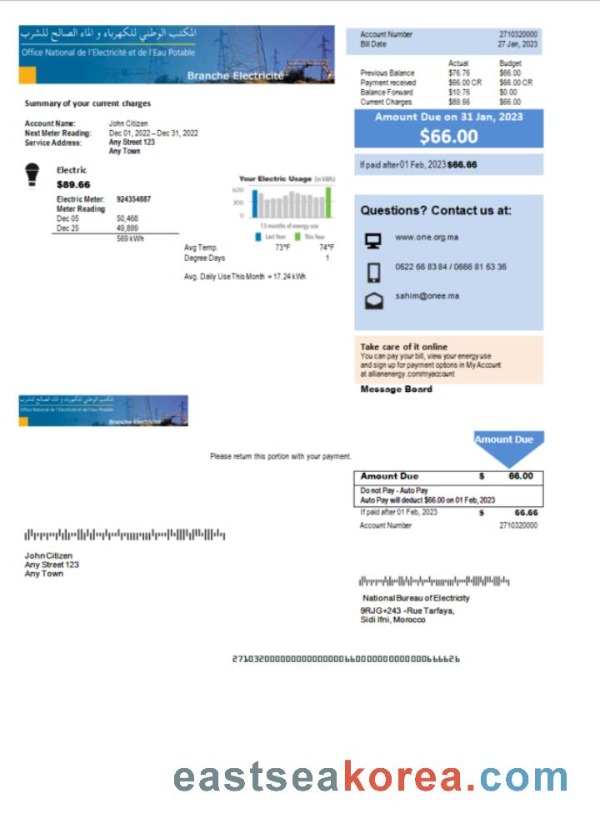 المكتب الوطني للكهرباء و الماء الصالح للشرب
Office National de l'Electricité et de l'Eau Potable
Branche Electricité
Account Number 2710320000
Bill Date 27 Jan, 2023
Actual Budget
Previous Balance $76.76 $66.00
Payment received $66.00 CR $66.00 CR
Balance Forward $10.76 $0.00
Current Charges $89.66 $66.00
Amount Due on 31 Jan, 2023
$66.00
If paid after 01 Feb, 2023 $66.66
Summary of your current charges
Account Name: John Citizen
Next Meter Reading: Dec 01, 2022 – Dec 31, 2022
Service Address: Any Street 123
Any Town
Electric
$89.66
Electric Meter: 924354887
Meter Reading
Dec 05 50,468
Dec 25 49,899
569 kWh
Your Electric Usage (in kWh)
600
300
0
13 months of energy use
Last Year This Year
Avg Temp. 73°F 74°F
Degree Days 1
Avg. Daily Use This Month = 17.24 kWh
Questions? Contact us at:
www.one.org.ma
0522 66 83 84 / 0666 81 53 36
sahim@onee.ma
Take care of it online
You can pay your bill, view your energy use
and sign up for payment options in My Account
at allianenergy.com/myaccount
Message Board
المكتب الوطني للكهرباء و الماء الصالح للشرب
Office National de l'Electricité et de l'Eau Potable
Branche Electricité
Please return this portion with your payment.
Amount Due
Amount Due $ 66.00
Do not Pay - Auto Pay
Auto Pay will deduct $66.00 on 01 Feb, 2023
If paid after 01 Feb, 2023 $ 66.66
Account Number 2710320000
John Citizen
Any Street 123
Any Town
National Bureau of Electricity
9RJG+243 -Rue Tarfaya,
Sidi Ifni, Morocco
eastseakorea.com